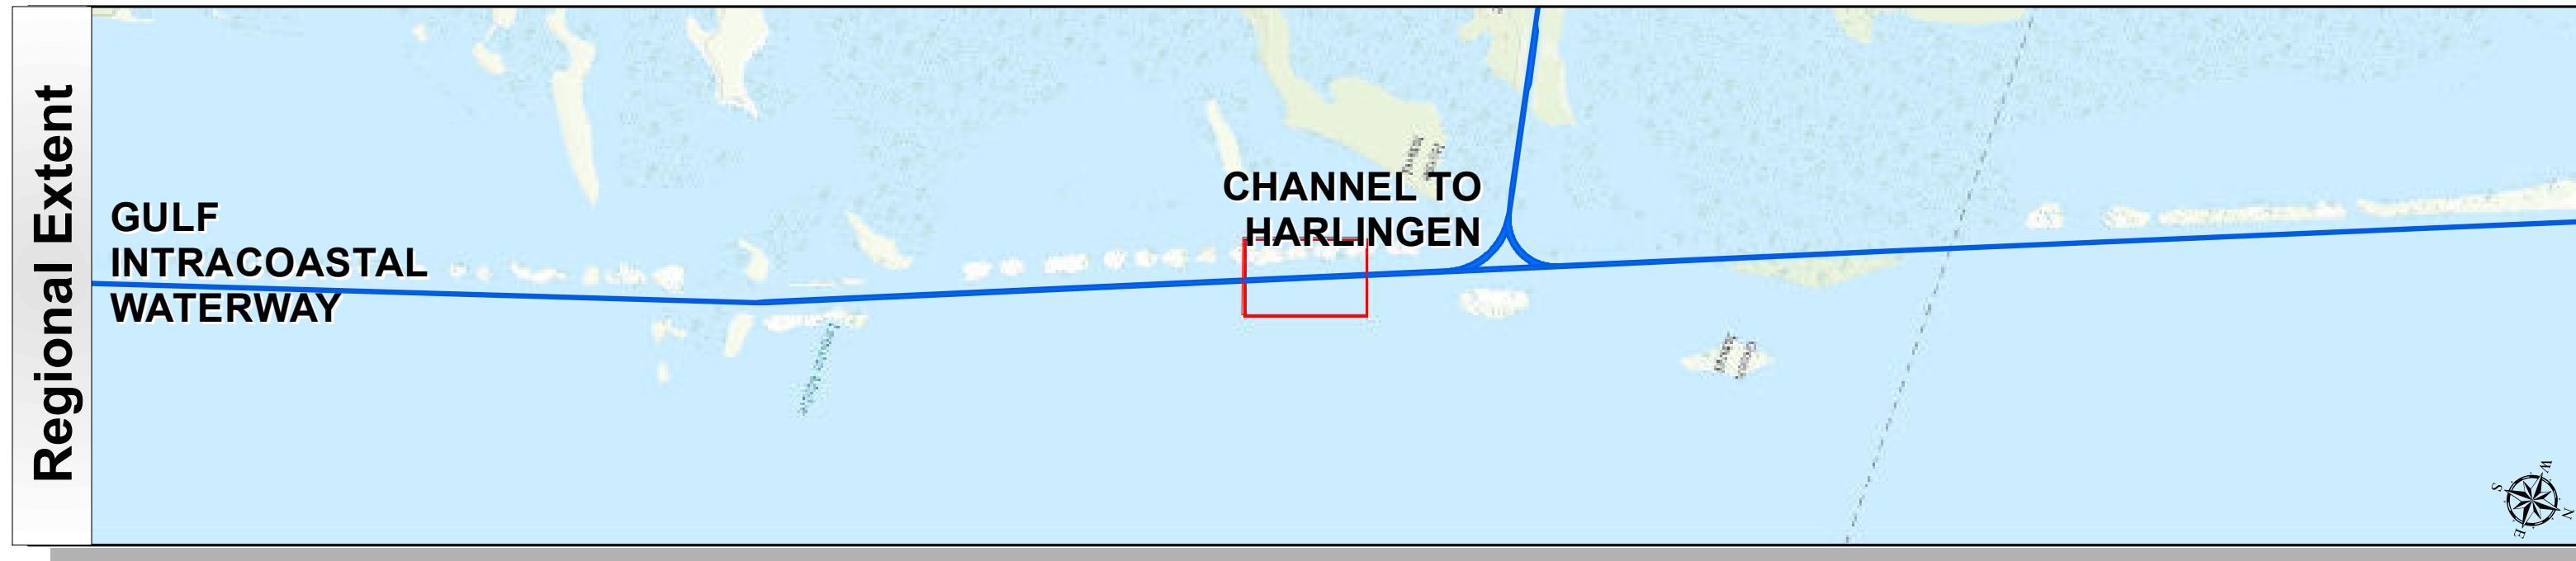 Regional Extent
GULF
INTRACOASTAL
WATERWAY
CHANNEL TO
HARLINGEN
W
S
N
E